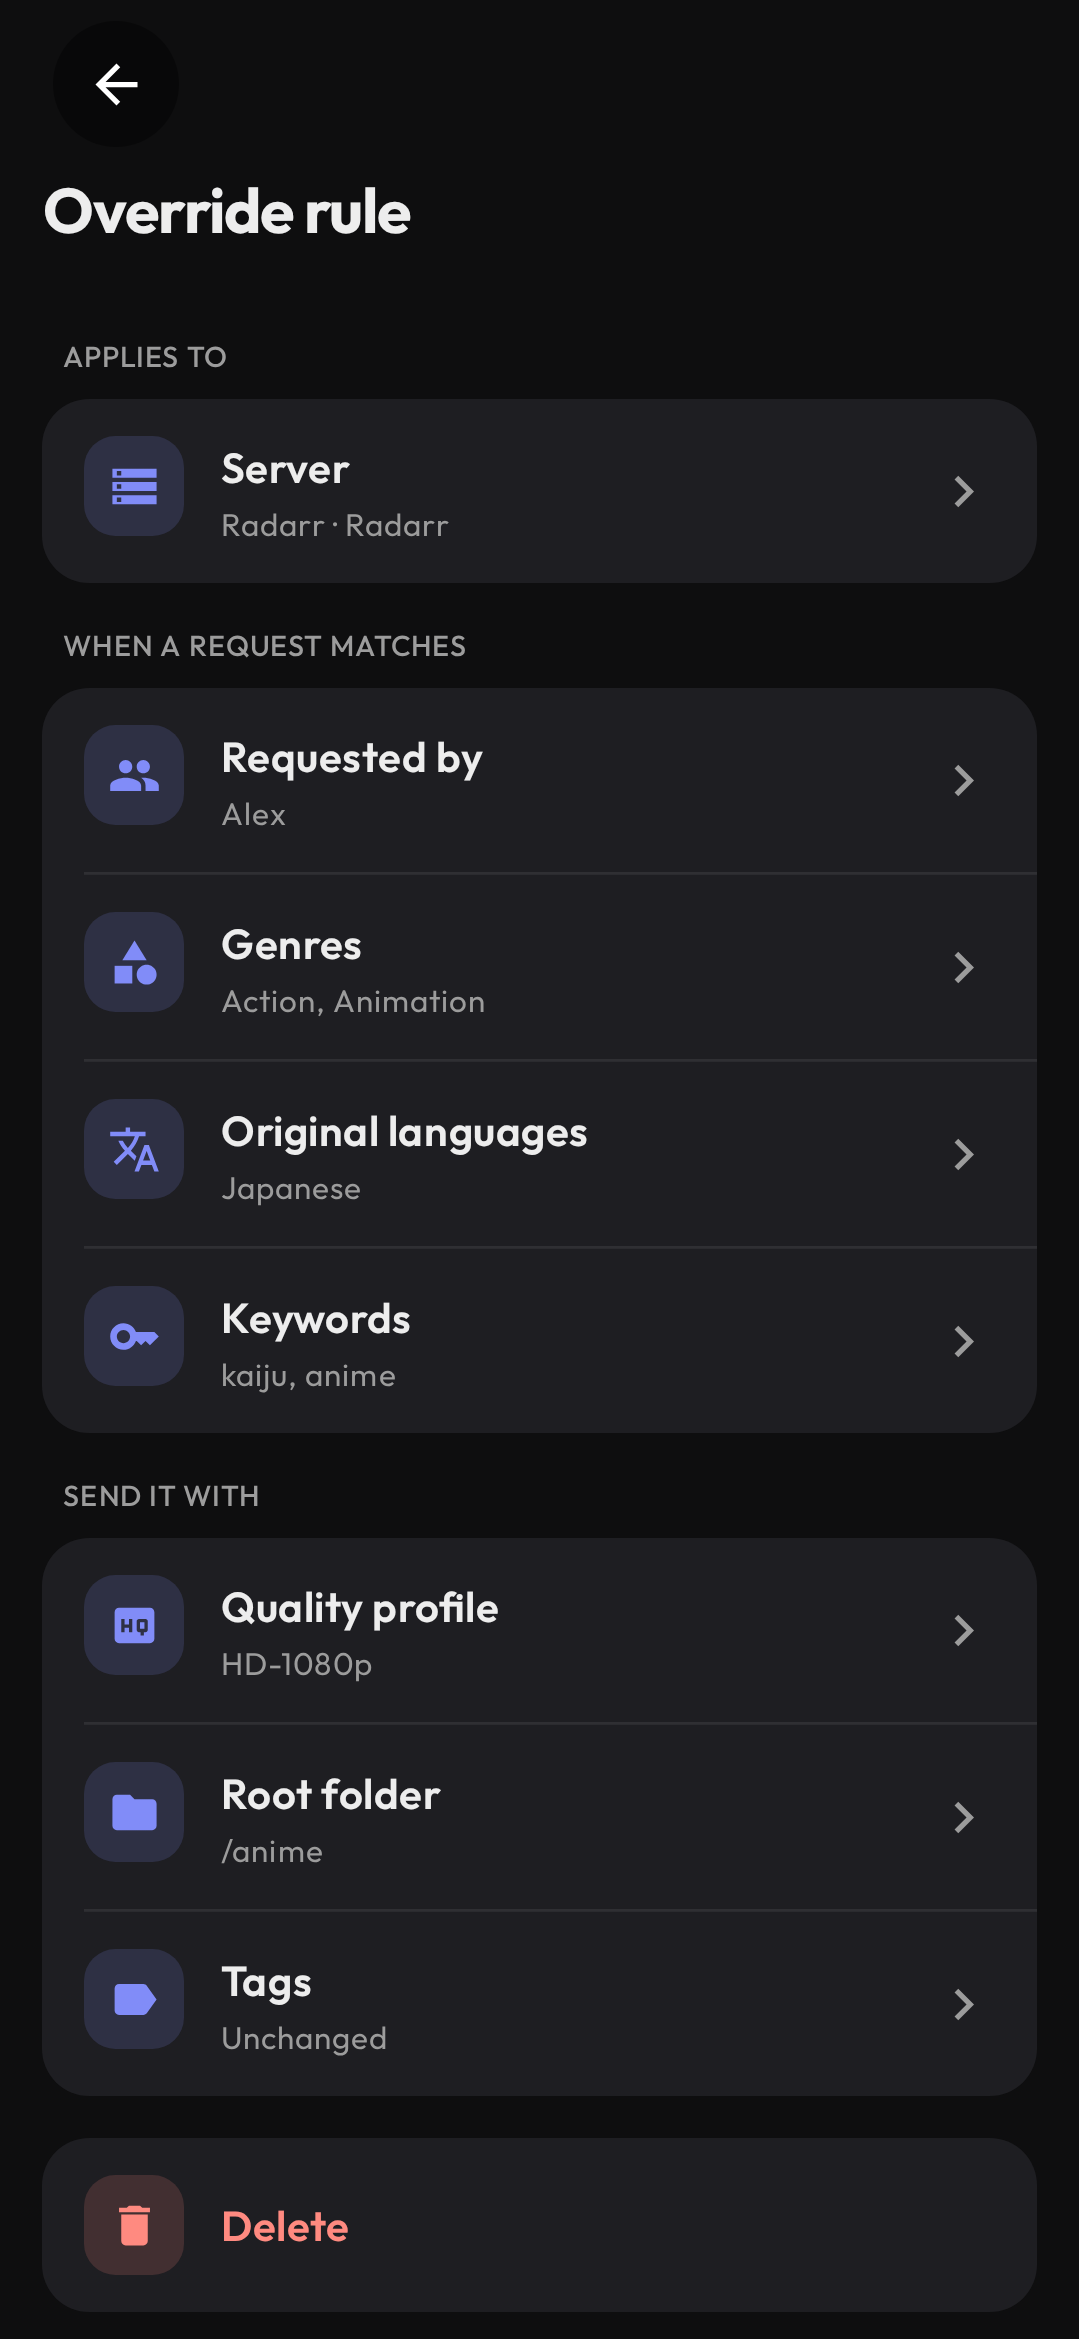 Override rule
APPLIES TO
Server
Radarr · Radarr
WHEN A REQUEST MATCHES
Requested by
Alex
Genres
Action, Animation
Original languages
Japanese
Keywords
kaiju, anime
SEND IT WITH
HQ
Quality profile
HD-1080p
Root folder
/anime
Tags
Unchanged
Delete